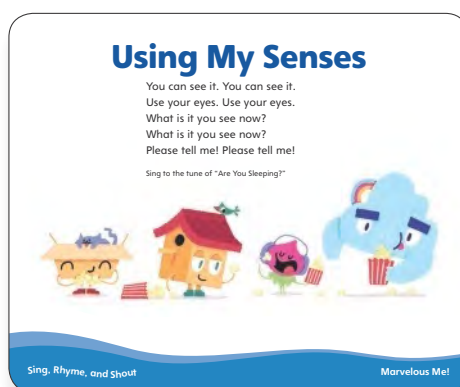 Using My Senses
You can see it. You can see it.
Use your eyes. Use your eyes.
What is it you see now?
What is it you see now?
Please tell me! Please tell me!
Sing to the tune of "Are You Sleeping?"
Sing, Rhyme, and Shout
Marvelous Me!